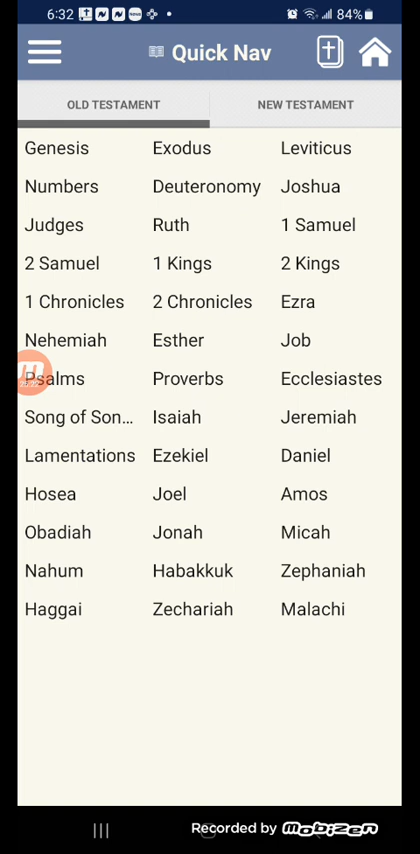 6:32 84%
Quick Nav
OLD TESTAMENT NEW TESTAMENT
Genesis Exodus Leviticus
Numbers Deuteronomy Joshua
Judges Ruth 1 Samuel
2 Samuel 1 Kings 2 Kings
1 Chronicles 2 Chronicles Ezra
Nehemiah Esther Job
Psalms Proverbs Ecclesiastes
Song of Son... Isaiah Jeremiah
Lamentations Ezekiel Daniel
Hosea Joel Amos
Obadiah Jonah Micah
Nahum Habakkuk Zephaniah
Haggai Zechariah Malachi
Recorded by mobizen